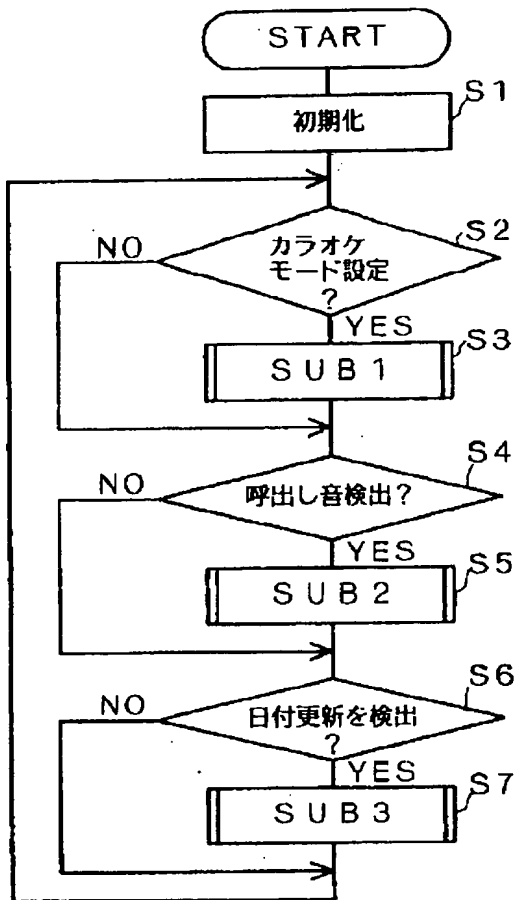 START
S1
初期化
S2
NO
カラオケ
モード設定
?
YES
S3
SUB1
S4
NO
呼出し音検出?
YES
S5
SUB2
S6
NO
日付更新を検出
?
YES
S7
SUB3